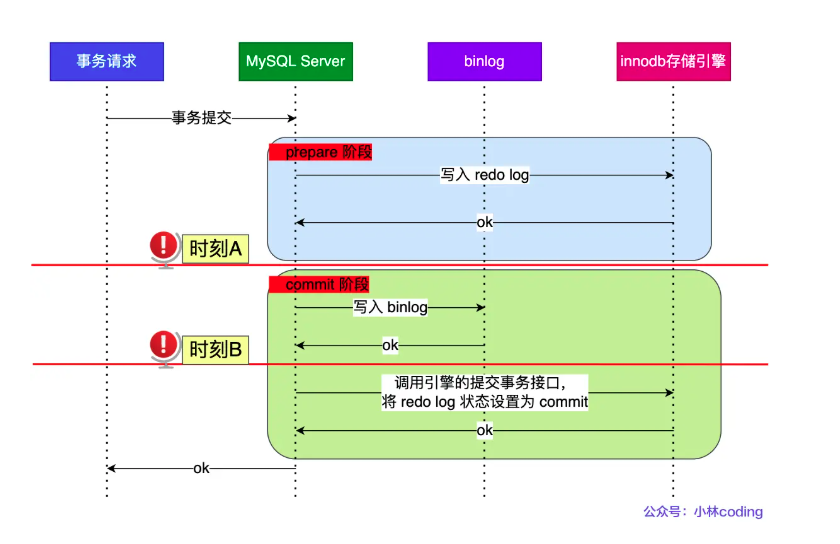 事务请求
MySQL Server
binlog
innodb存储引擎
事务提交
prepare 阶段
写入 redo log
ok
时刻A
commit 阶段
写入 binlog
ok
时刻B
调用引擎的提交事务接口,
将 redo log 状态设置为 commit
ok
ok
公众号：小林coding